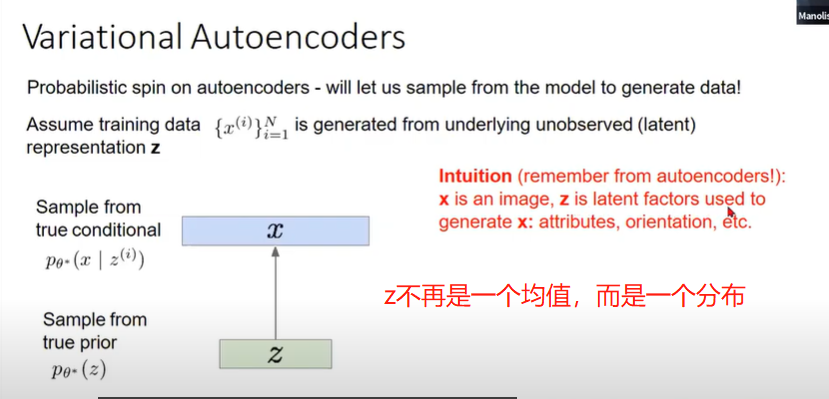 Manolis
Variational Autoencoders
Probabilistic spin on autoencoders - will let us sample from the model to generate data!
Assume training data {x^{(i)}}_{i=1}^{N} is generated from underlying unobserved (latent)
representation z
Intuition (remember from autoencoders!):
x is an image, z is latent factors used to
generate x: attributes, orientation, etc.
Sample from
true conditional
p_{θ*}(x | z^{(i)})
x
z不再是一个均值，而是一个分布
Sample from
true prior
p_{θ*}(z)
z